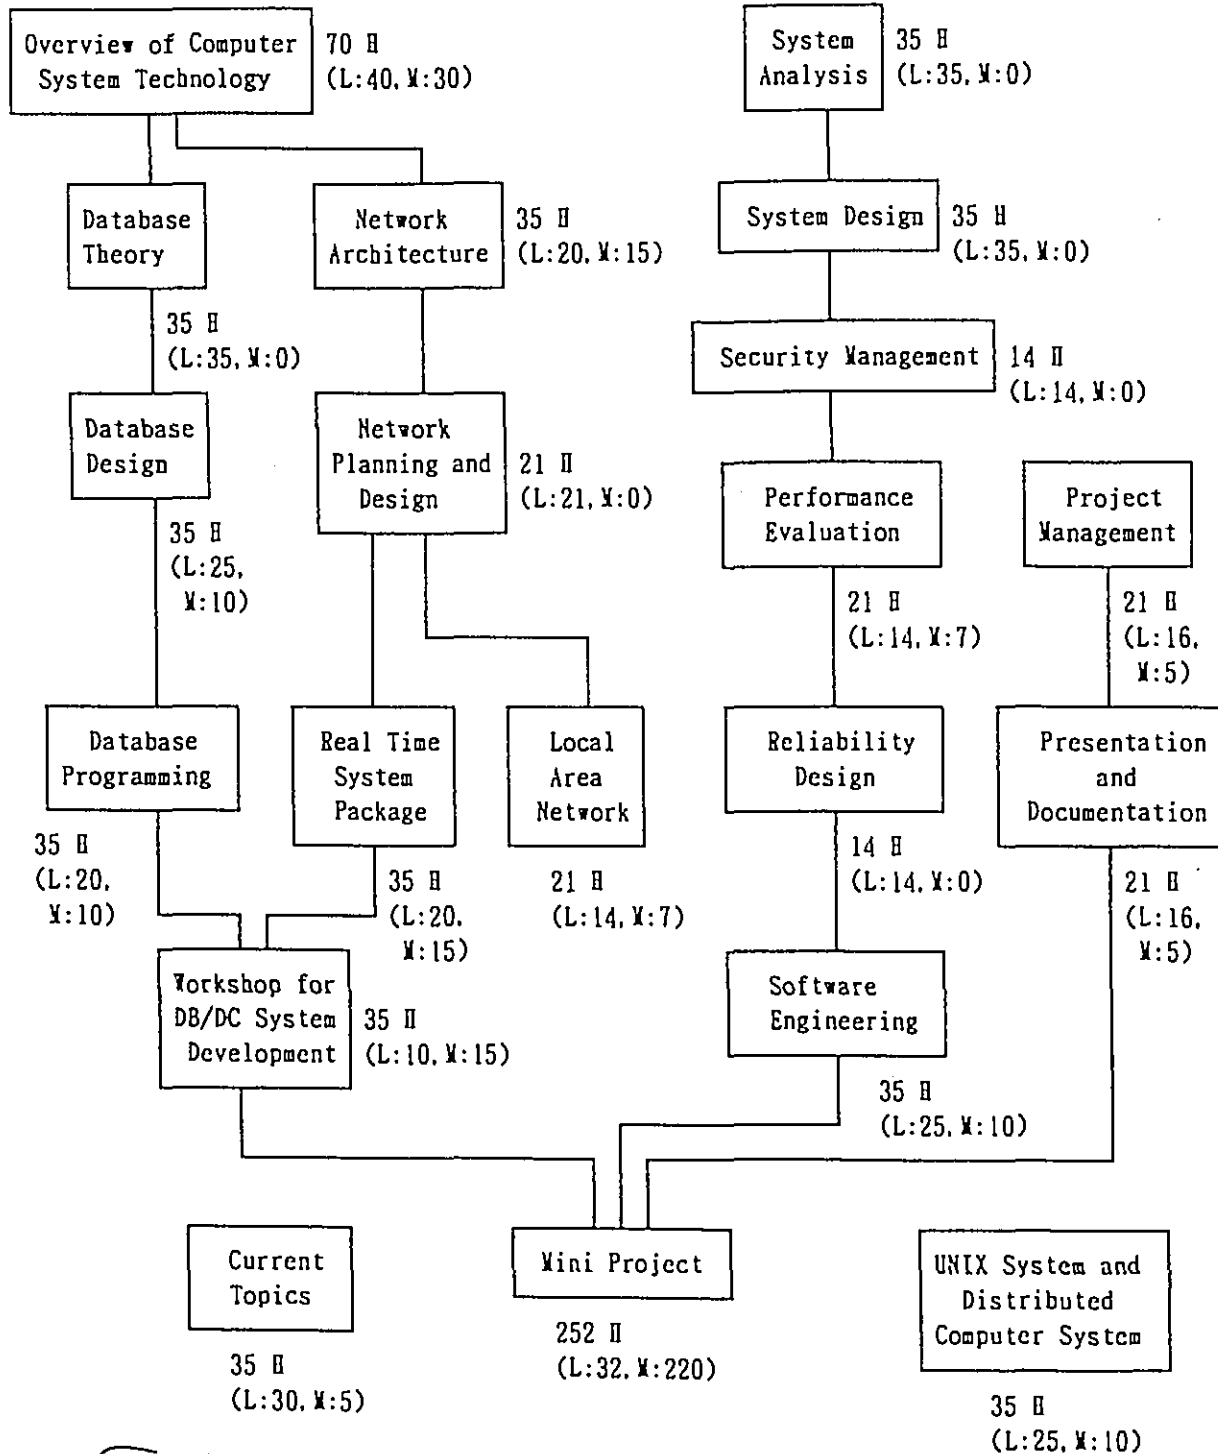 Overview of Computer
System Technology
70 H
(L:40, W:30)
System
Analysis
35 H
(L:35, W:0)
Database
Theory
35 H
(L:35, W:0)
Network
Architecture
35 H
(L:20, W:15)
System Design
35 H
(L:35, W:0)
Security Management
14 H
(L:14, W:0)
Database
Design
35 H
(L:25,
W:10)
Network
Planning and
Design
21 H
(L:21, W:0)
Performance
Evaluation
21 H
(L:14, W:7)
Project
Management
21 H
(L:16,
W:5)
Database
Programming
35 H
(L:20,
W:10)
Real Time
System
Package
35 H
(L:20,
W:15)
Local
Area
Network
21 H
(L:14, W:7)
Reliability
Design
14 H
(L:14, W:0)
Presentation
and
Documentation
21 H
(L:16,
W:5)
Workshop for
DB/DC System
Development
35 H
(L:10, W:15)
Software
Engineering
35 H
(L:25, W:10)
Current
Topics
35 H
(L:30, W:5)
Mini Project
252 H
(L:32, W:220)
UNIX System and
Distributed
Computer System
35 H
(L:25, W:10)